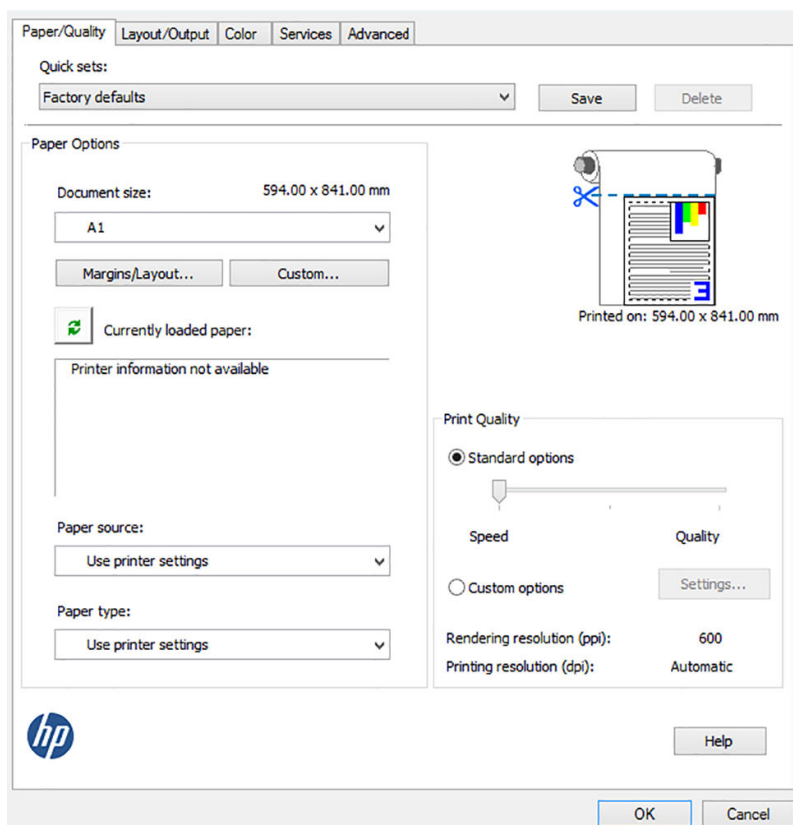 Paper/Quality Layout/Output Color Services Advanced
Quick sets:
Factory defaults Save Delete
Paper Options
Document size: 594.00 x 841.00 mm
A1
Margins/Layout... Custom...
Currently loaded paper:
Printer information not available
Paper source:
Use printer settings
Paper type:
Use printer settings
Printed on: 594.00 x 841.00 mm
Print Quality
Standard options
Speed Quality
Custom options Settings...
Rendering resolution (ppi): 600
Printing resolution (dpi): Automatic
hp
Help
OK Cancel